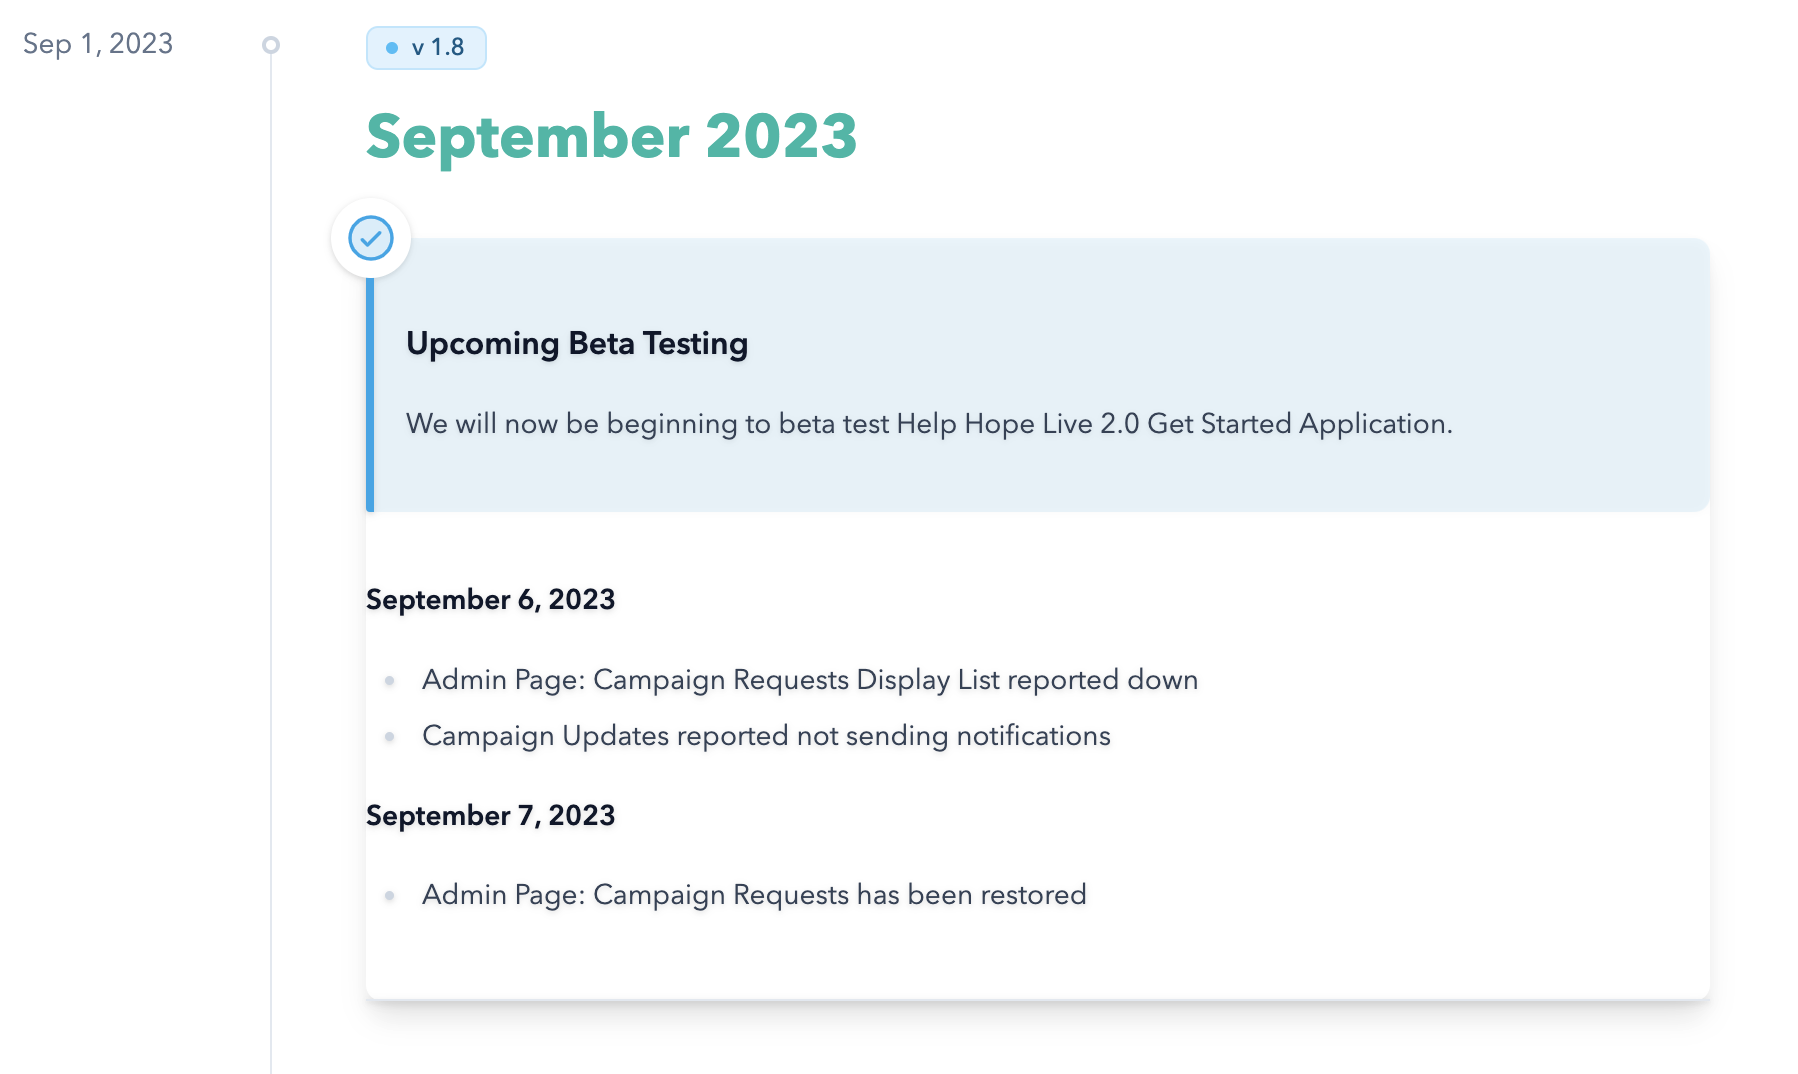 Sep 1, 2023
v 1.8
September 2023
Upcoming Beta Testing
We will now be beginning to beta test Help Hope Live 2.0 Get Started Application.
September 6, 2023
Admin Page: Campaign Requests Display List reported down
Campaign Updates reported not sending notifications
September 7, 2023
Admin Page: Campaign Requests has been restored